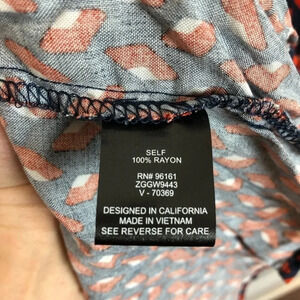 SELF
100% RAYON
RN# 96161
ZGGW9443
V - 70369
DESIGNED IN CALIFORNIA
MADE IN VIETNAM
SEE REVERSE FOR CARE